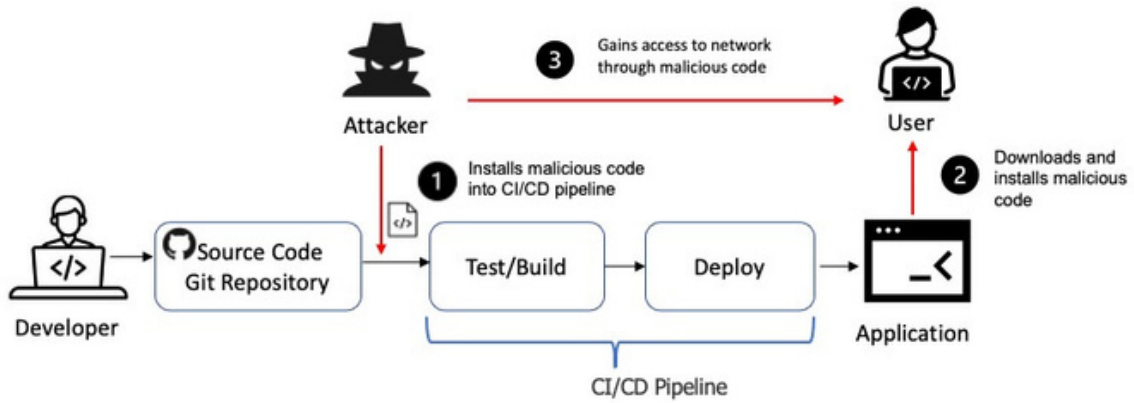 3
Gains access to network
through malicious code
</>
Attacker
User
1
Installs malicious code
into CI/CD pipeline
2
Downloads and
installs malicious
code
</>
</>
Source Code
Git Repository
Test/Build
Deploy
_<
Developer
Application
CI/CD Pipeline